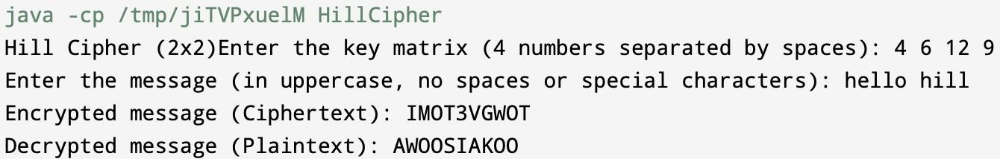 java -cp /tmp/jiTVPxuelM HillCipher
Hill Cipher (2x2)Enter the key matrix (4 numbers separated by spaces): 4 6 12 9
Enter the message (in uppercase, no spaces or special characters): hello hill
Encrypted message (Ciphertext): IMOT3VGWOT
Decrypted message (Plaintext): AWOOSIAKOO